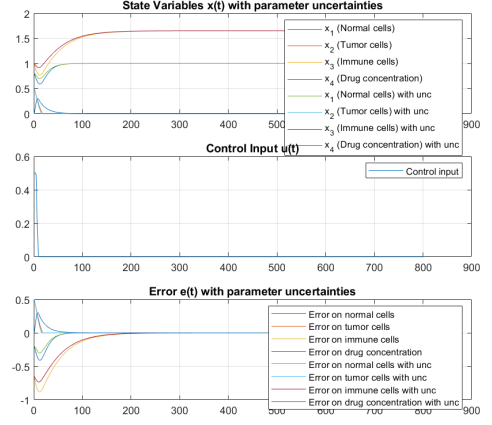 State Variables x(t) with parameter uncertainties
2
1.5
1
0.5
0
x1 (Normal cells)
x2 (Tumor cells)
x3 (Immune cells)
x4 (Drug concentration)
x1 (Normal cells) with unc
x2 (Tumor cells) with unc
x3 (Immune cells) with unc
x4 (Drug concentration) with unc
0 100 200 300 400 500 600 700 800 900
Control Input u(t)
0.6
0.4
0.2
0
Control input
0 100 200 300 400 500 600 700 800 900
Error e(t) with parameter uncertainties
0.5
0
-0.5
-1
Error on normal cells
Error on tumor cells
Error on immune cells
Error on drug concentration
Error on normal cells with unc
Error on tumor cells with unc
Error on immune cells with unc
Error on drug concentration with unc
0 100 200 300 400 500 600 700 800 900